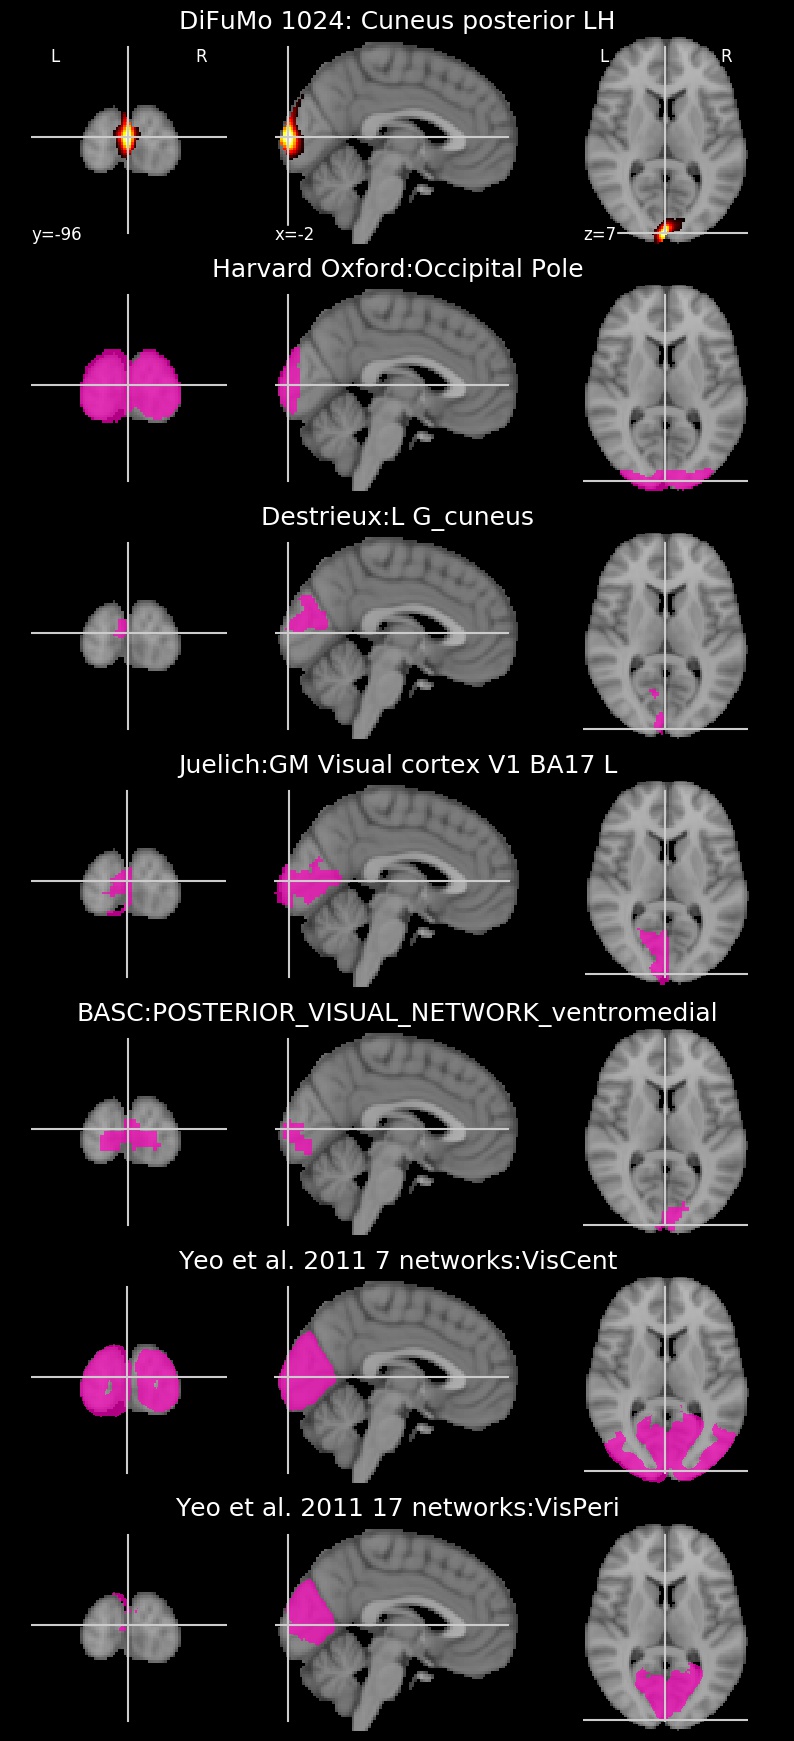 DiFuMo 1024: Cuneus posterior LH
L R L R
y=-96 x=-2 z=7
Harvard Oxford:Occipital Pole
Destrieux:L G_cuneus
Juelich:GM Visual cortex V1 BA17 L
BASC:POSTERIOR_VISUAL_NETWORK_ventromedial
Yeo et al. 2011 7 networks:VisCent
Yeo et al. 2011 17 networks:VisPeri